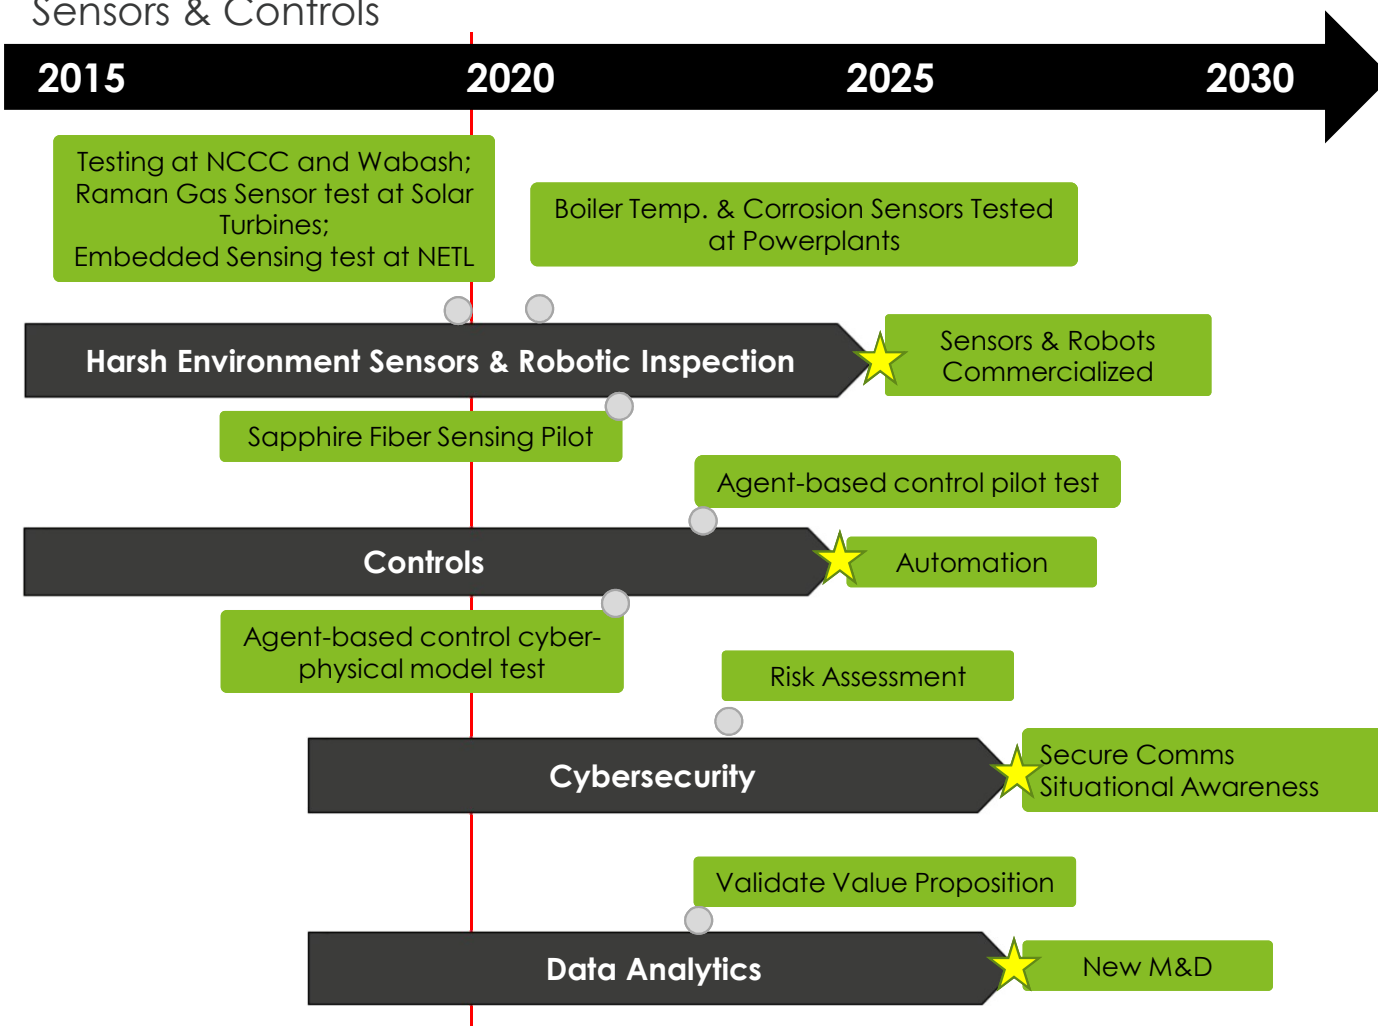 Sensors & Controls
2015 2020 2025 2030
Testing at NCCC and Wabash;
Raman Gas Sensor test at Solar
Turbines;
Embedded Sensing test at NETL
Boiler Temp. & Corrosion Sensors Tested
at Powerplants
Harsh Environment Sensors & Robotic Inspection
Sensors & Robots
Commercialized
Sapphire Fiber Sensing Pilot
Agent-based control pilot test
Controls
Automation
Agent-based control cyber-
physical model test
Risk Assessment
Cybersecurity
Secure Comms
Situational Awareness
Validate Value Proposition
Data Analytics
New M&D